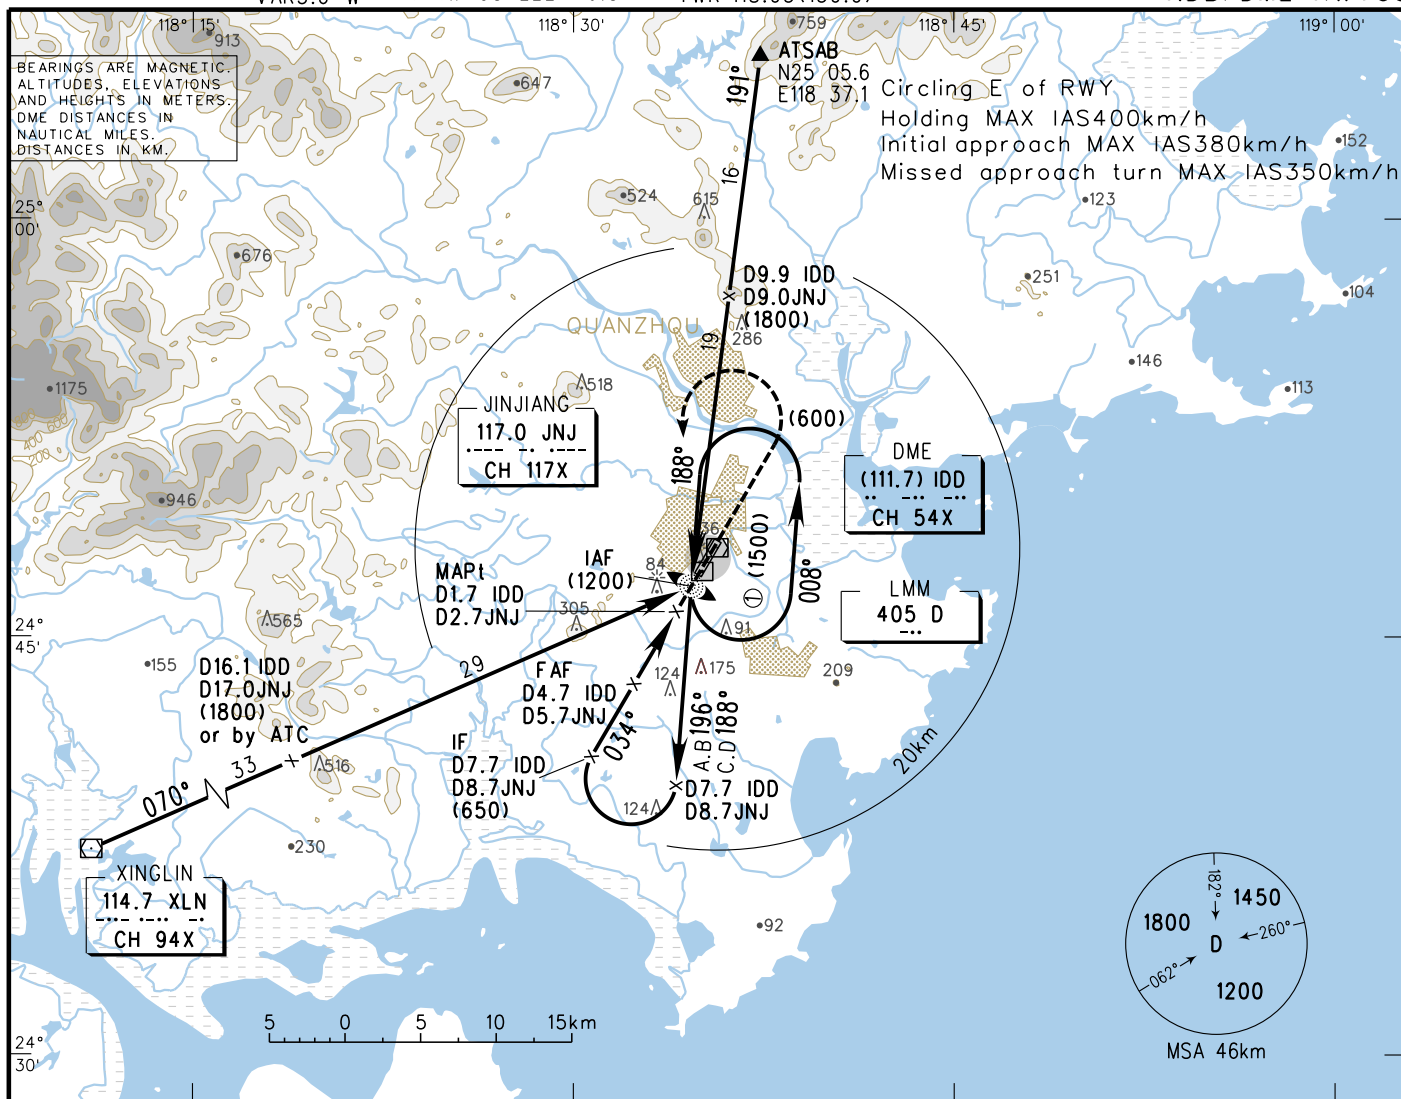 118° 15'
118° 30'
118° 45'
119° 00'
913
759
647
BEARINGS ARE MAGNETIC.
ALTITUDES, ELEVATIONS
AND HEIGHTS IN METERS.
DME DISTANCES IN
NAUTICAL MILES.
DISTANCES IN KM.
ATSAB
N25 05.6
E118 37.1
191°
Circling E of RWY
Holding MAX IAS400km/h
Initial approach MAX IAS380km/h
Missed approach turn MAX IAS350km/h
152
16
524
615
123
25°
00'
676
251
104
D9.9 IDD
D9.0JNJ
(1800)
QUANZHOU
286
19
146
1175
518
113
400
600
JINJIANG
117.0 JNJ
CH 117X
(600)
188°
DME
(111.7) IDD
CH 54X
946
36
① (1500)
008°
IAF
(1200)
84
MAPt
D1.7 IDD
D2.7JNJ
305
LMM
405 D
565
91
24°
45'
155
29
D16.1 IDD
D17.0JNJ
(1800)
or by ATC
FAF
D4.7 IDD
D5.7JNJ
124
175
209
034°
A.B 196°
C.D 188°
20km
IF
D7.7 IDD
D8.7JNJ
(650)
33
516
070°
D7.7 IDD
D8.7JNJ
124
230
XINGLIN
114.7 XLN
CH 94X
92
182°
1450
1800
260°
D
062°
1200
MSA 46km
5 0 5 10 15km
24°
30'